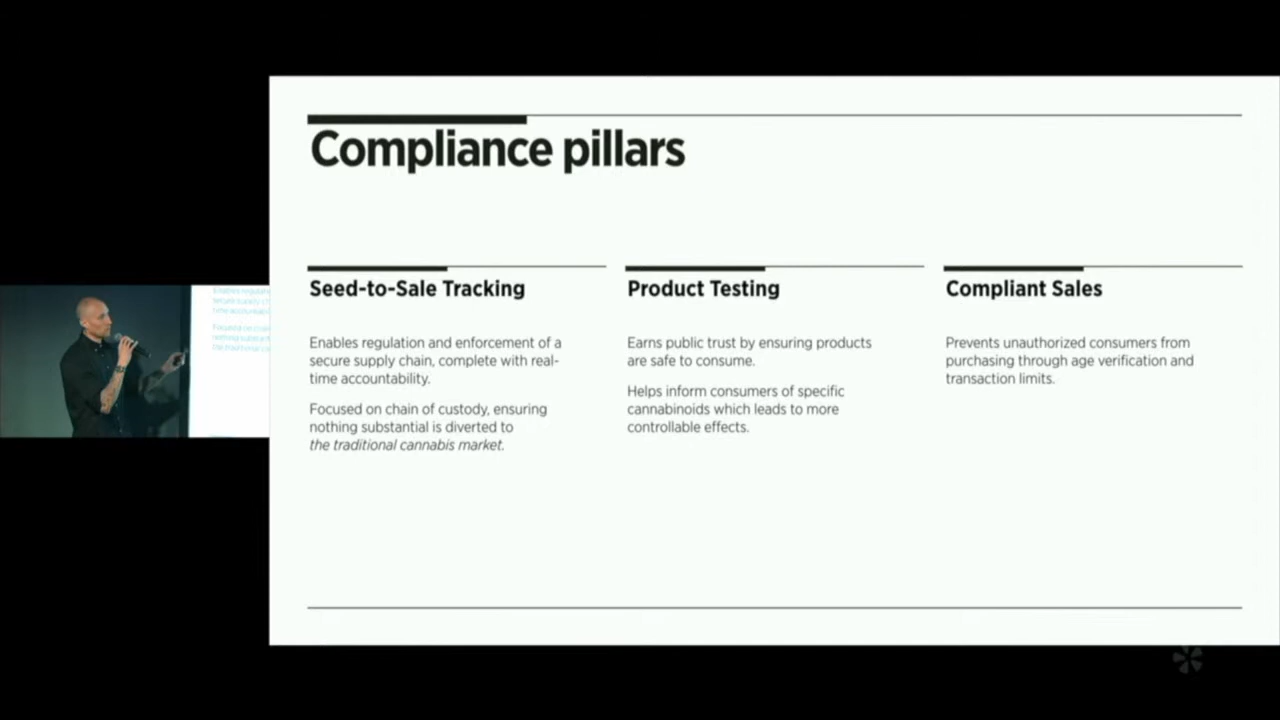 Compliance pillars
Seed-to-Sale Tracking
Enables regulation and enforcement of a
secure supply chain, complete with real-
time accountability.
Focused on chain of custody, ensuring
nothing substantial is diverted to
the traditional cannabis market.
Product Testing
Earns public trust by ensuring products
are safe to consume.
Helps inform consumers of specific
cannabinoids which leads to more
controllable effects.
Compliant Sales
Prevents unauthorized consumers from
purchasing through age verification and
transaction limits.